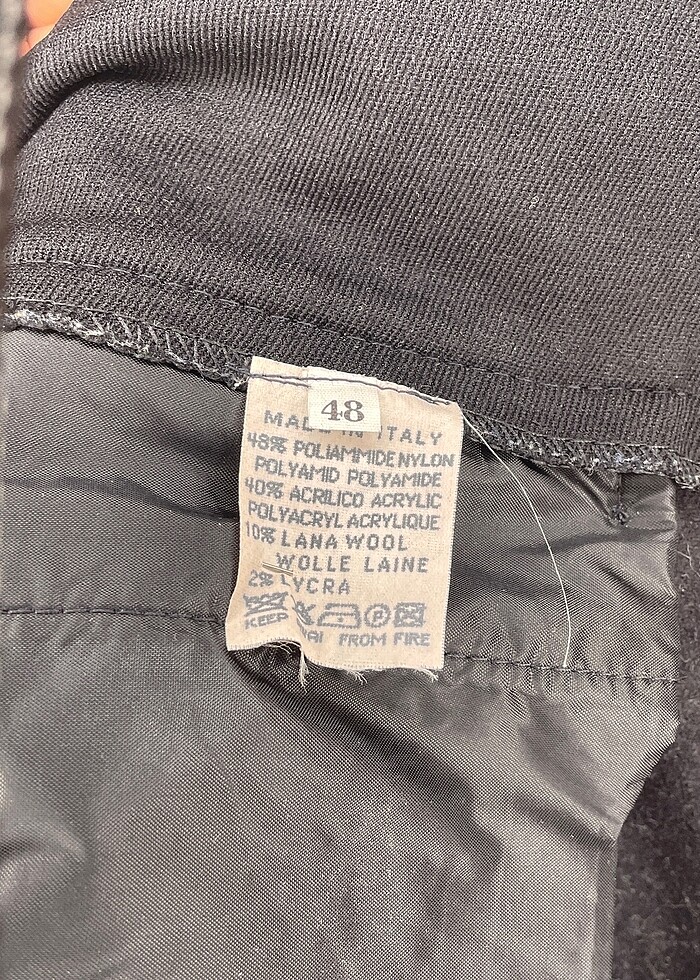 48
MADE IN ITALY
48% POLIAMMIDE NYLON
POLYAMID POLYAMIDE
40% ACRILICO ACRYLIC
POLYACRYL ACRYLIQUE
10% LANA WOOL
WOLLE LAINE
2% LYCRA
P
KEEP FROM FIRE